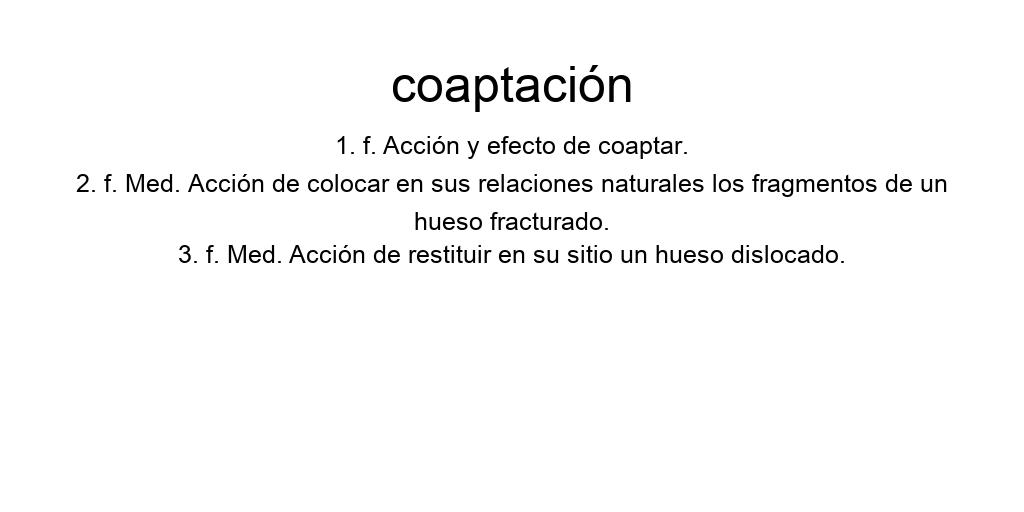 coaptación
1. f. Acción y efecto de coaptar.
2. f. Med. Acción de colocar en sus relaciones naturales los fragmentos de un
hueso fracturado.
3. f. Med. Acción de restituir en su sitio un hueso dislocado.